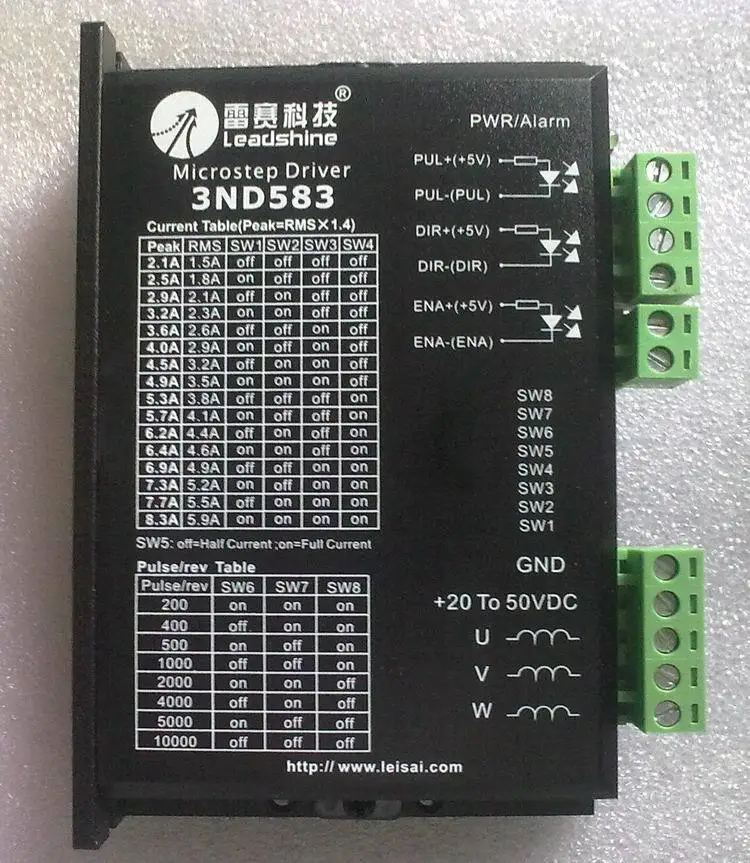 雷赛科技®
Leadshine
Microstep Driver
3ND583
Current Table(Peak=RMS×1.4)
Peak RMS SW1 SW2 SW3 SW4
2.1A 1.5A off off off off
2.5A 1.8A on off off off
2.9A 2.1A off on off off
3.2A 2.3A on on off off
3.6A 2.6A off off on off
4.0A 2.9A on off on off
4.5A 3.2A off on on off
4.9A 3.5A on on on off
5.3A 3.8A off off off on
5.7A 4.1A on off off on
6.2A 4.4A off on off on
6.4A 4.6A on on off on
6.9A 4.9A off off on on
7.3A 5.2A on off on on
7.7A 5.5A off on on on
8.3A 5.9A on on on on
SW5: off=Half Current ;on=Full Current
Pulse/rev Table
Pulse/rev SW6 SW7 SW8
200 on on on
400 off on on
500 on off on
1000 off off on
2000 on on off
4000 off on off
5000 on off off
10000 off off off
PWR/Alarm
PUL+(+5V)
PUL-(PUL)
DIR+(+5V)
DIR-(DIR)
ENA+(+5V)
ENA-(ENA)
SW8
SW7
SW6
SW5
SW4
SW3
SW2
SW1
GND
+20 To 50VDC
U
V
W
http:// www.leisai.com